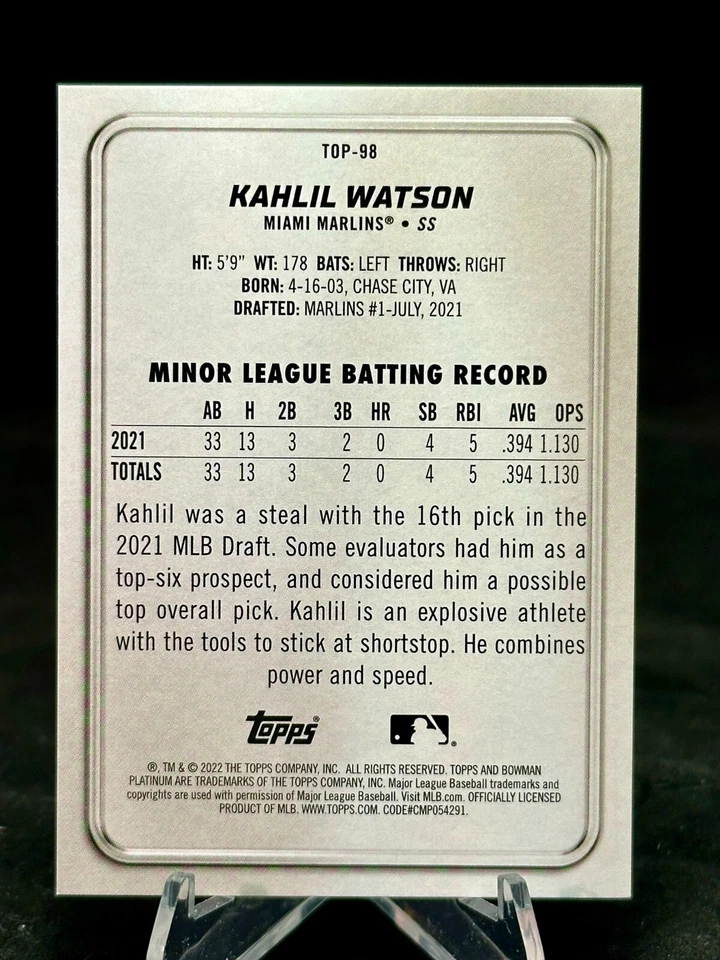 TOP-98
KAHLIL WATSON
MIAMI MARLINS® • SS
HT: 5'9" WT: 178 BATS: LEFT THROWS: RIGHT
BORN: 4-16-03, CHASE CITY, VA
DRAFTED: MARLINS #1-JULY, 2021
MINOR LEAGUE BATTING RECORD
AB H 2B 3B HR SB RBI AVG OPS
2021 33 13 3 2 0 4 5 .394 1.130
TOTALS 33 13 3 2 0 4 5 .394 1.130
Kahlil was a steal with the 16th pick in the
2021 MLB Draft. Some evaluators had him as a
top-six prospect, and considered him a possible
top overall pick. Kahlil is an explosive athlete
with the tools to stick at shortstop. He combines
power and speed.
Topps® ®
®, TM & © 2022 THE TOPPS COMPANY, INC. ALL RIGHTS RESERVED. TOPPS AND BOWMAN
PLATINUM ARE TRADEMARKS OF THE TOPPS COMPANY, INC. Major League Baseball trademarks and
copyrights are used with permission of Major League Baseball. Visit MLB.com. OFFICIALLY LICENSED
PRODUCT OF MLB. WWW.TOPPS.COM. CODE#CMP054291.